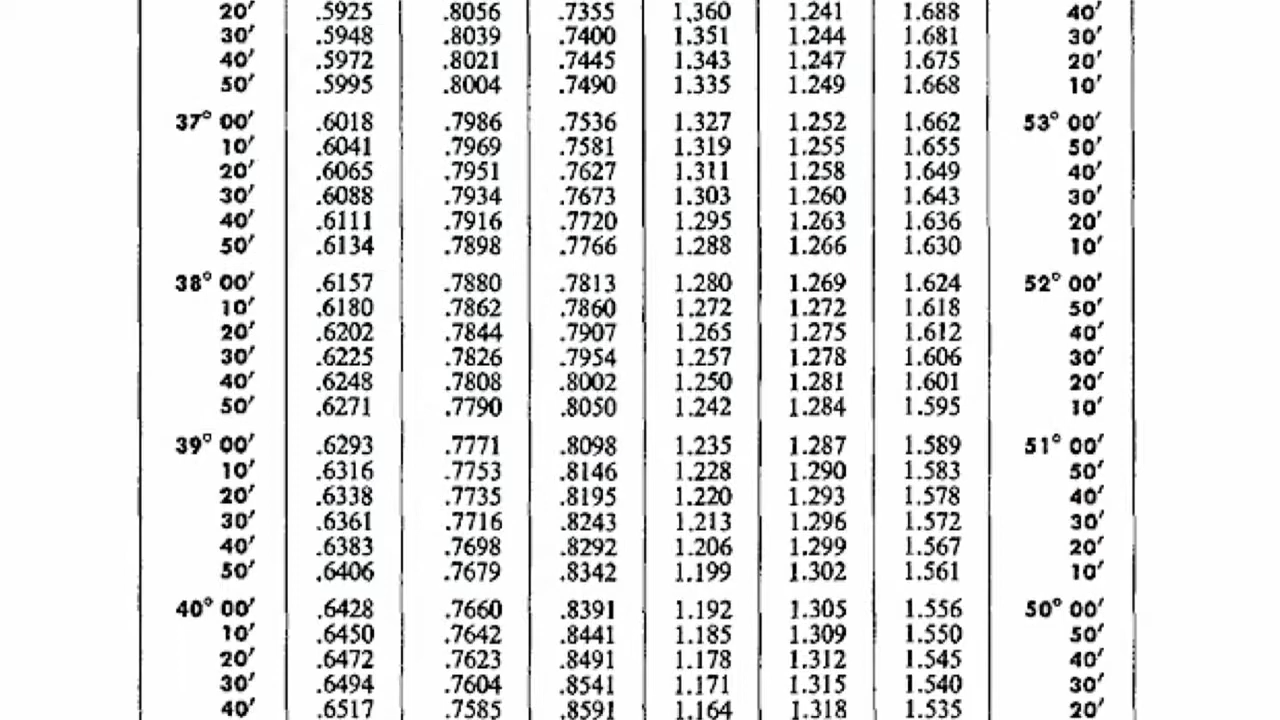 20′ .5925 .8056 .7355 1.360 1.241 1.688 40′
30′ .5948 .8039 .7400 1.351 1.244 1.681 30′
40′ .5972 .8021 .7445 1.343 1.247 1.675 20′
50′ .5995 .8004 .7490 1.335 1.249 1.668 10′
37° 00′ .6018 .7986 .7536 1.327 1.252 1.662 53° 00′
10′ .6041 .7969 .7581 1.319 1.255 1.655 50′
20′ .6065 .7951 .7627 1.311 1.258 1.649 40′
30′ .6088 .7934 .7673 1.303 1.260 1.643 30′
40′ .6111 .7916 .7720 1.295 1.263 1.636 20′
50′ .6134 .7898 .7766 1.288 1.266 1.630 10′
38° 00′ .6157 .7880 .7813 1.280 1.269 1.624 52° 00′
10′ .6180 .7862 .7860 1.272 1.272 1.618 50′
20′ .6202 .7844 .7907 1.265 1.275 1.612 40′
30′ .6225 .7826 .7954 1.257 1.278 1.606 30′
40′ .6248 .7808 .8002 1.250 1.281 1.601 20′
50′ .6271 .7790 .8050 1.242 1.284 1.595 10′
39° 00′ .6293 .7771 .8098 1.235 1.287 1.589 51° 00′
10′ .6316 .7753 .8146 1.228 1.290 1.583 50′
20′ .6338 .7735 .8195 1.220 1.293 1.578 40′
30′ .6361 .7716 .8243 1.213 1.296 1.572 30′
40′ .6383 .7698 .8292 1.206 1.299 1.567 20′
50′ .6406 .7679 .8342 1.199 1.302 1.561 10′
40° 00′ .6428 .7660 .8391 1.192 1.305 1.556 50° 00′
10′ .6450 .7642 .8441 1.185 1.309 1.550 50′
20′ .6472 .7623 .8491 1.178 1.312 1.545 40′
30′ .6494 .7604 .8541 1.171 1.315 1.540 30′
40′ .6517 .7585 .8591 1.164 1.318 1.535 20′